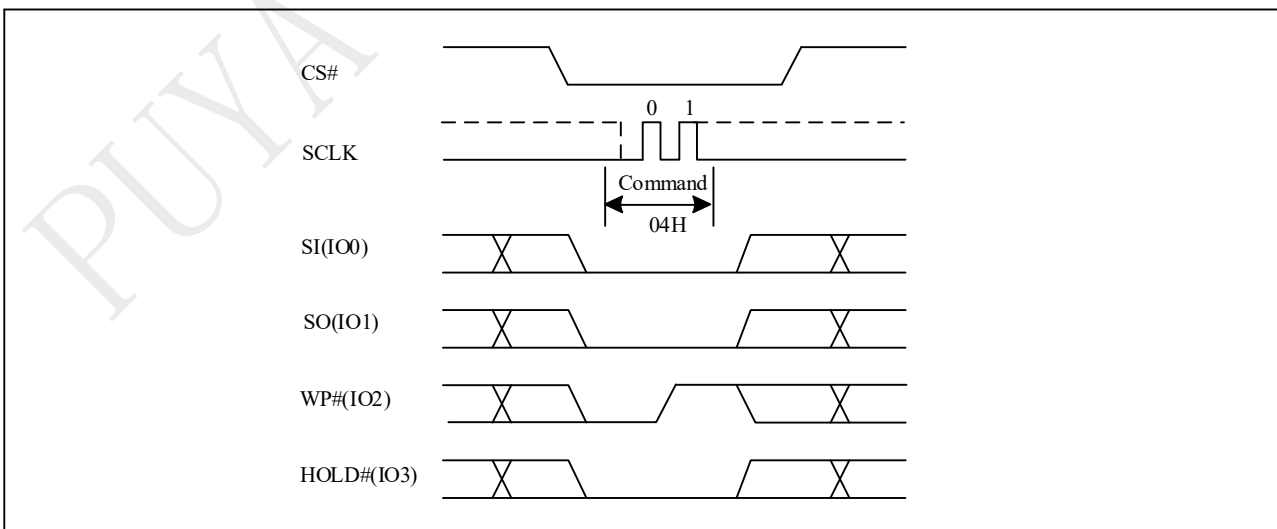 PUYA
CS#
0 1
SCLK
Command
04H
SI(IO0)
SO(IO1)
WP#(IO2)
HOLD#(IO3)